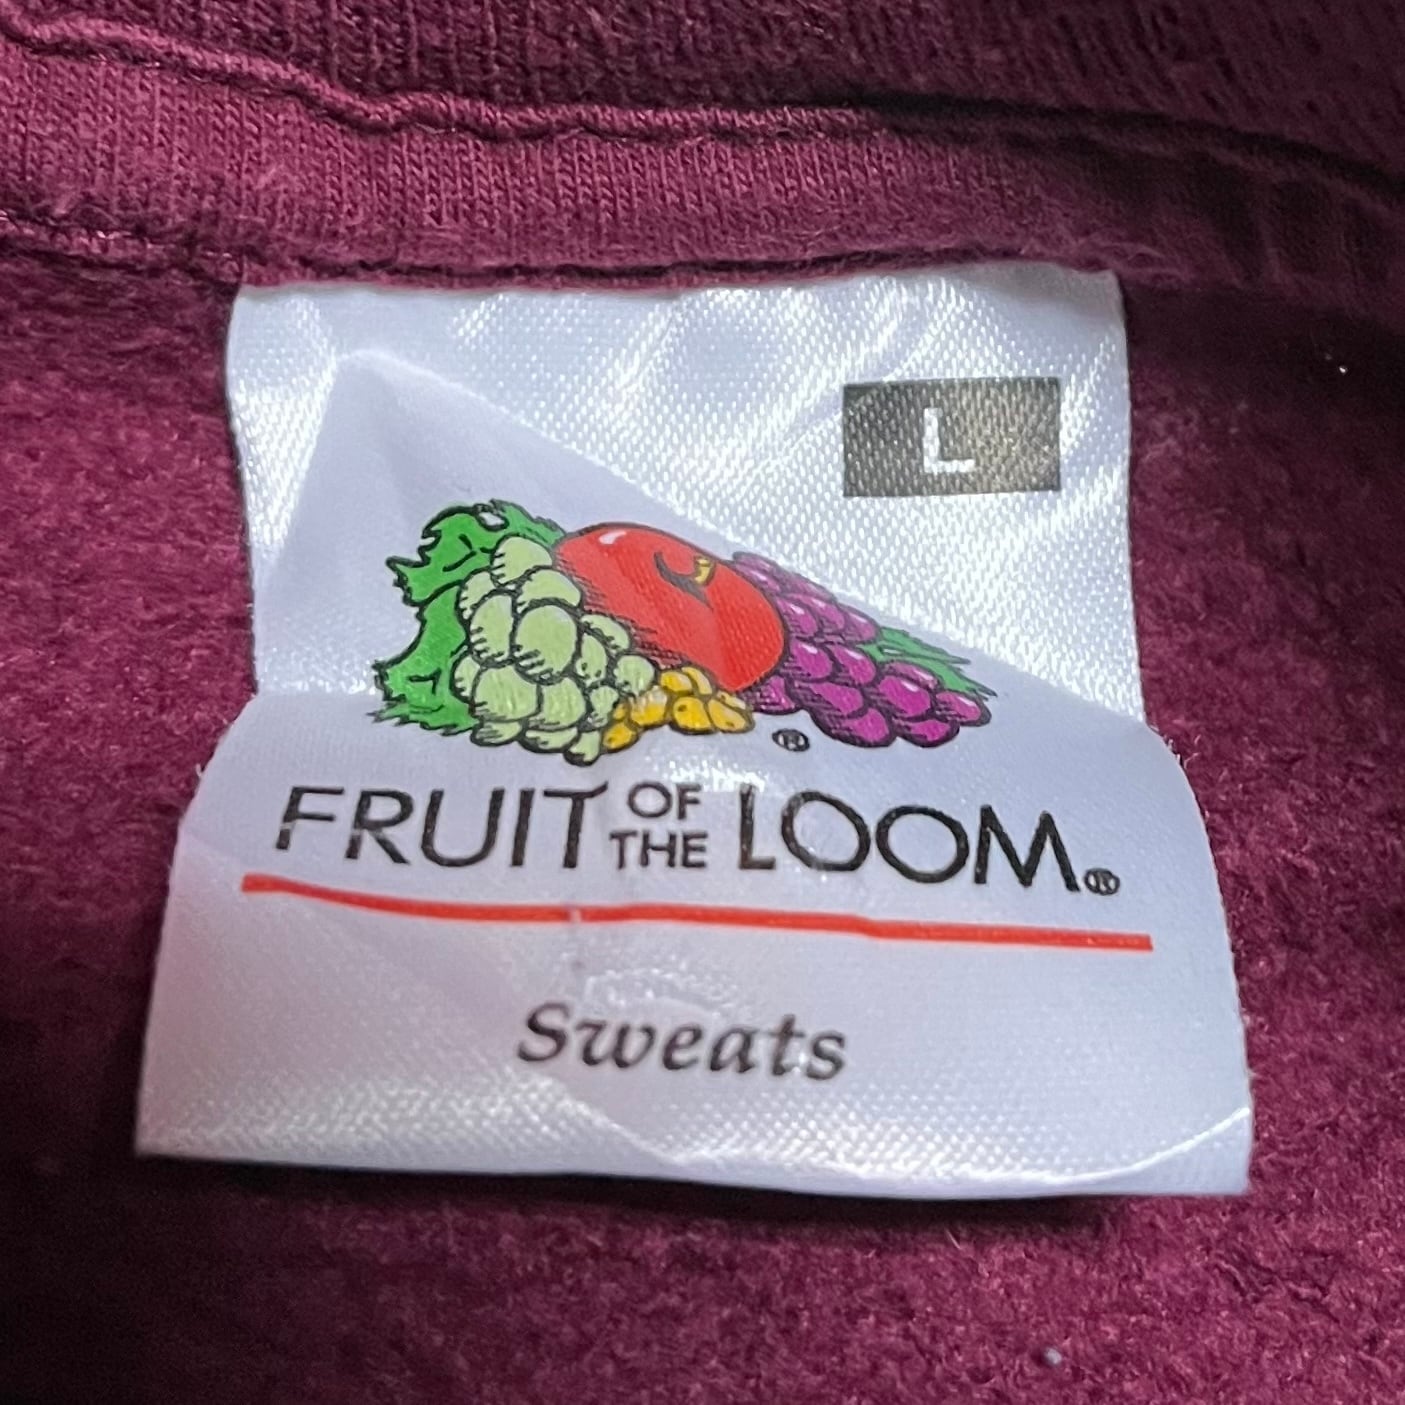 L
®
FRUIT OF THE LOOM®
Sweats